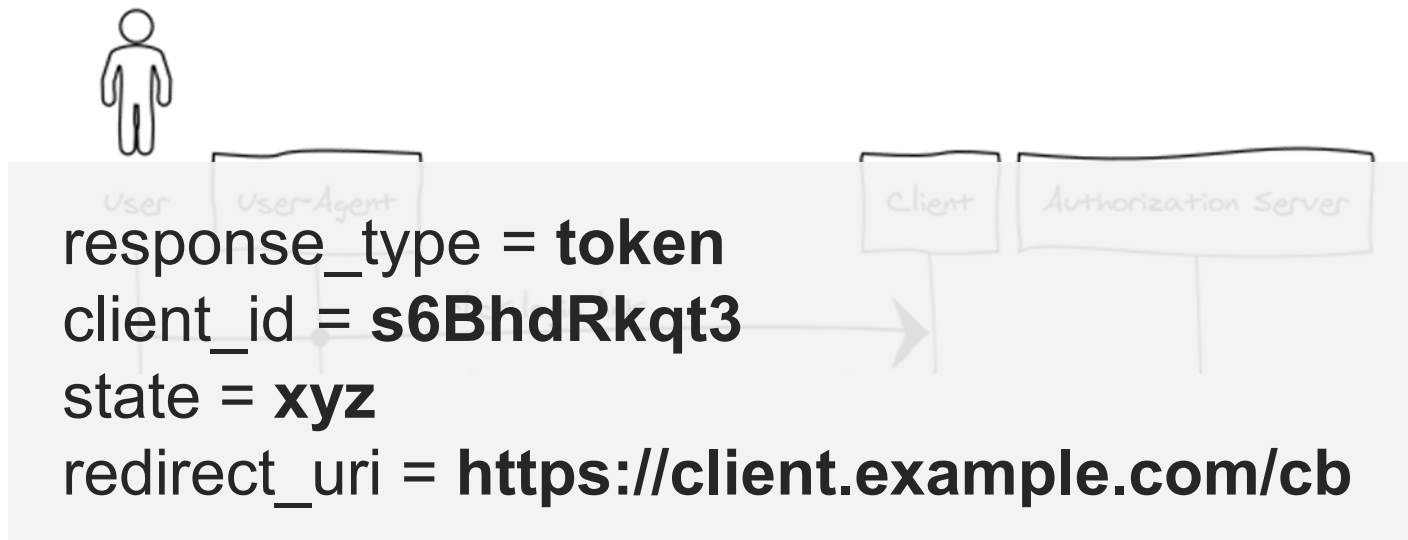 User User-Agent Client Authorization Server
response_type = token
client_id = s6BhdRkqt3
state = xyz
redirect_uri = https://client.example.com/cb